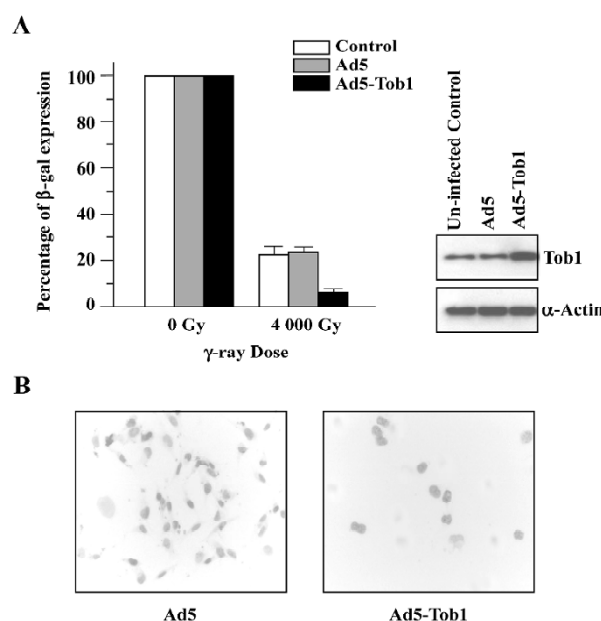 A
Control
Ad5
Ad5-Tob1
Percentage of β-gal expression
100
80
60
40
20
0
0 Gy
4 000 Gy
γ-ray Dose
Un-infected Control
Ad5
Ad5-Tob1
Tob1
α-Actin
B
Ad5
Ad5-Tob1